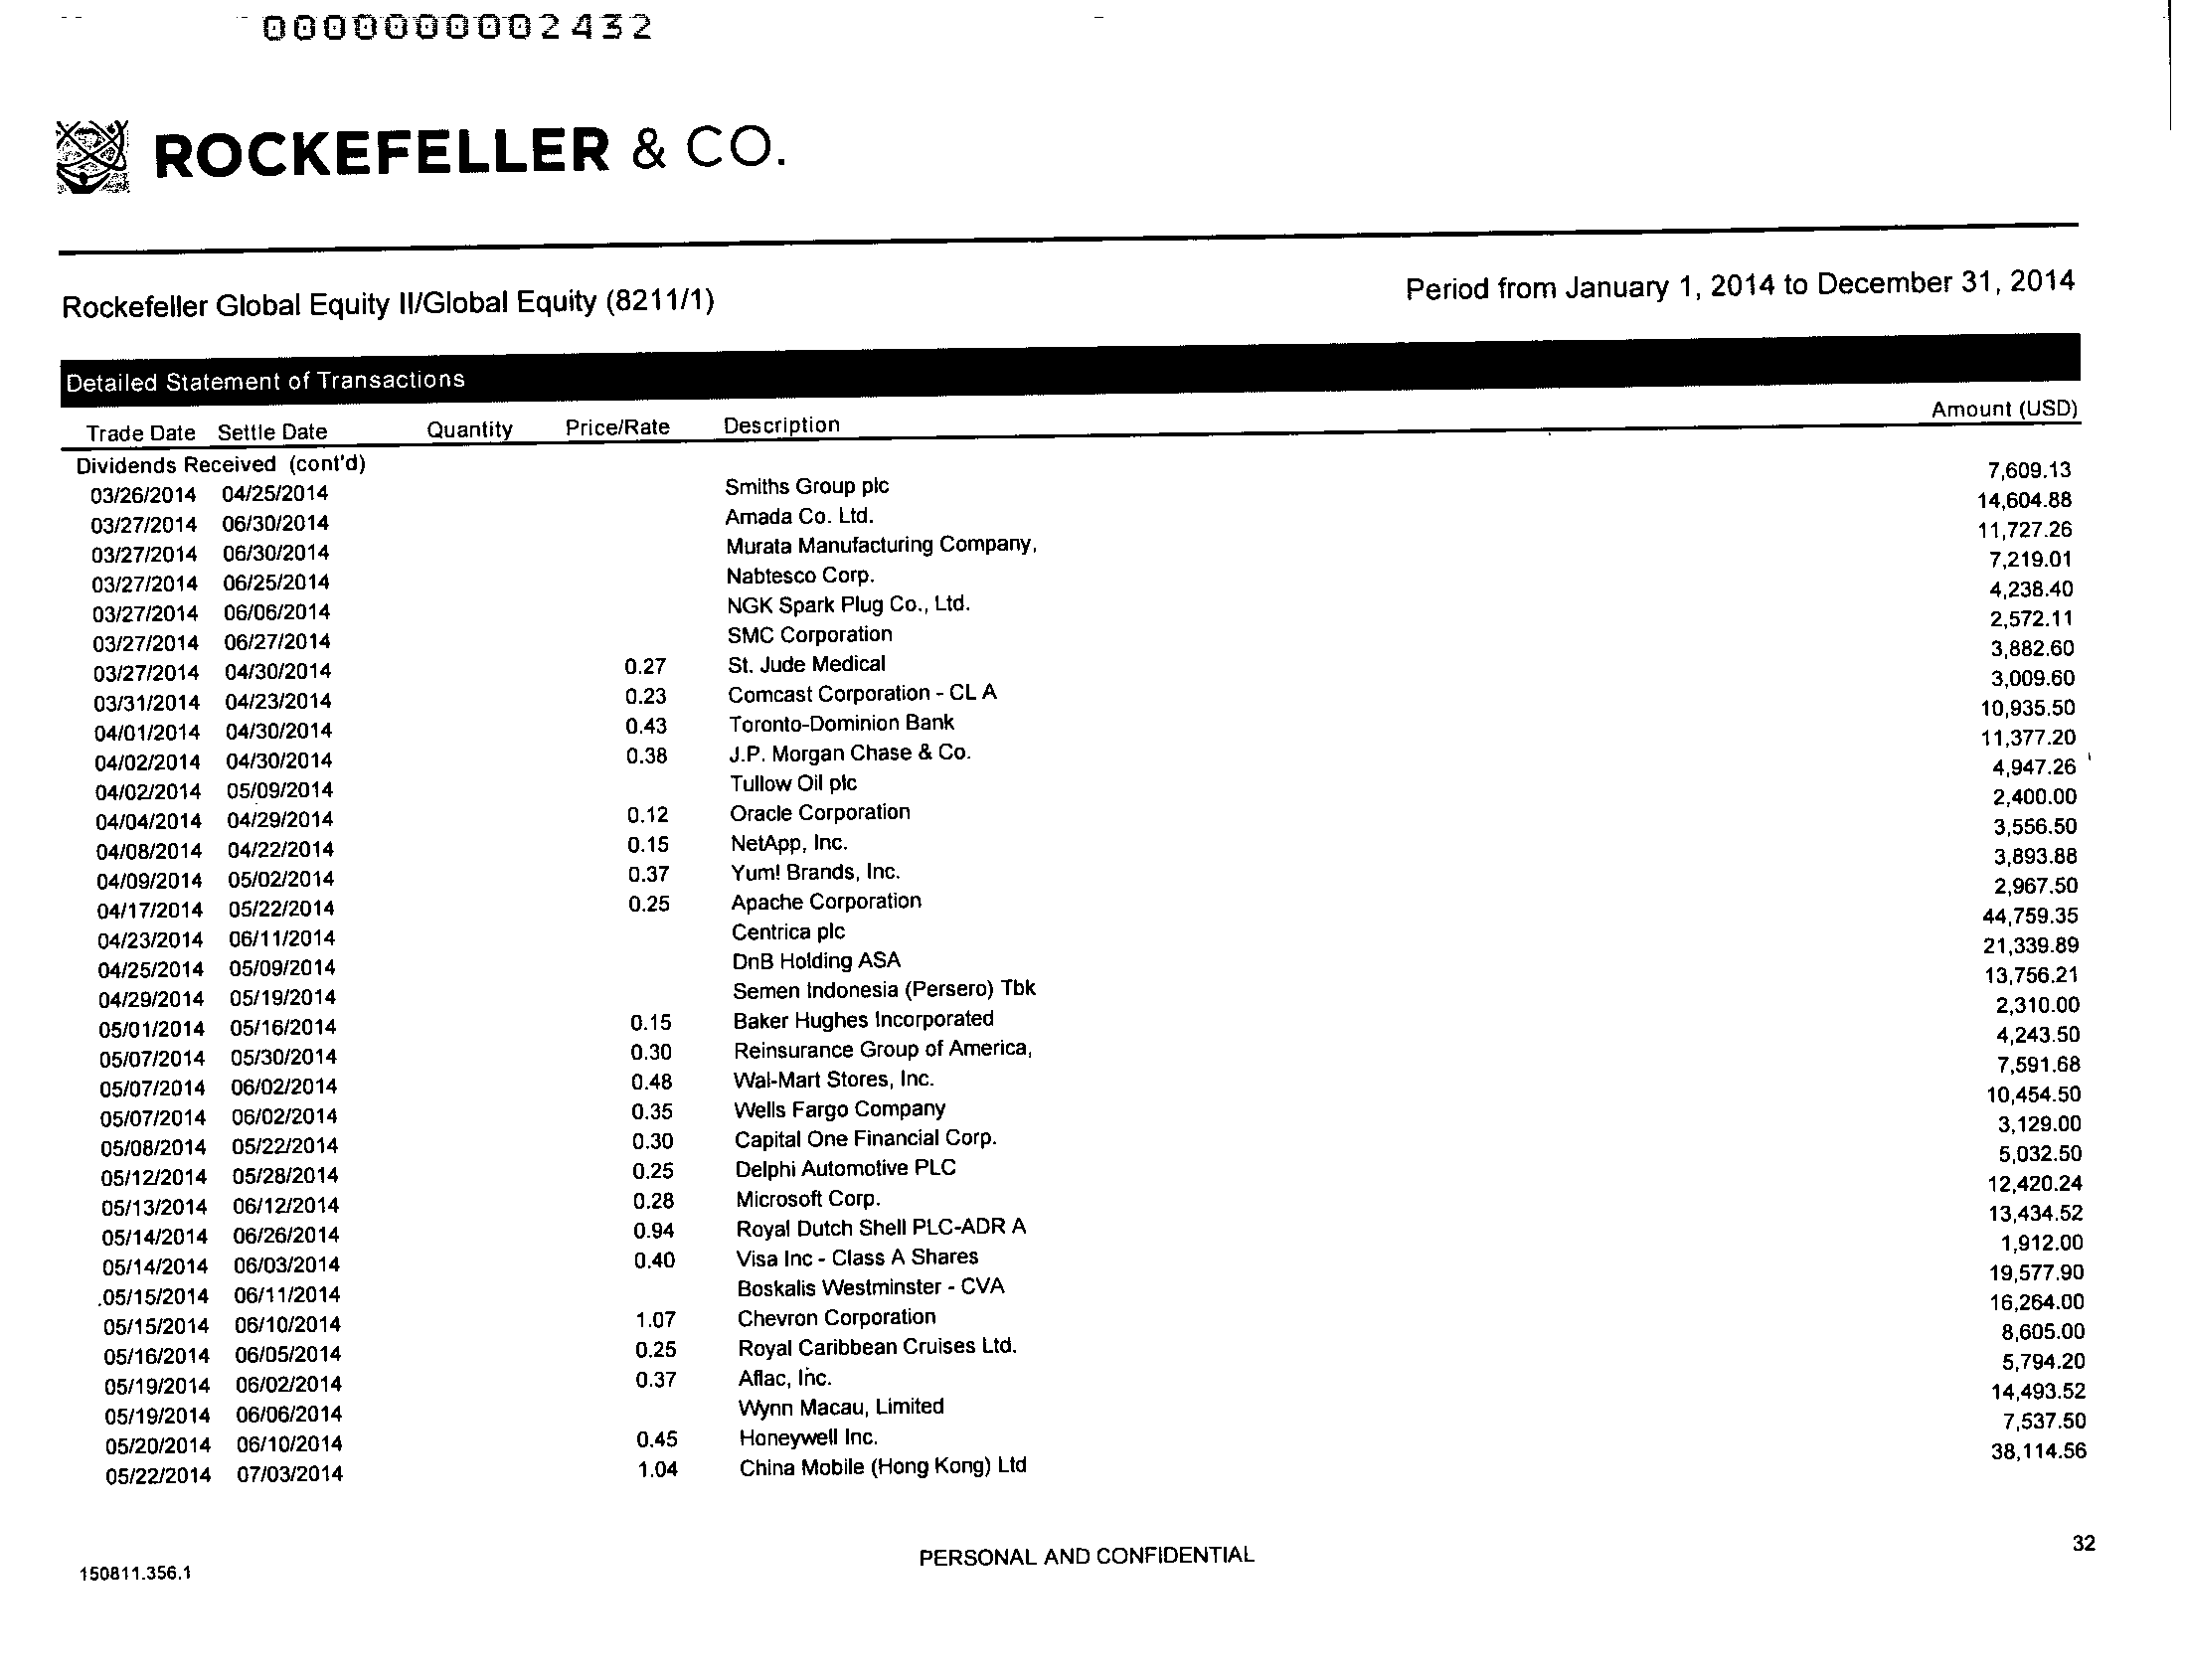 0000000002432
ROCKEFELLER & CO.
Rockefeller Global Equity II/Global Equity (8211/1)
Period from January 1, 2014 to December 31, 2014
Detailed Statement of Transactions
Trade Date Settle Date Quantity Price/Rate Description Amount (USD)
Dividends Received (cont'd)
03/26/2014 04/25/2014 Smiths Group plc 7,609.13
03/27/2014 06/30/2014 Amada Co. Ltd. 14,604.88
03/27/2014 06/30/2014 Murata Manufacturing Company, 11,727.26
03/27/2014 06/25/2014 Nabtesco Corp. 7,219.01
03/27/2014 06/06/2014 NGK Spark Plug Co., Ltd. 4,238.40
03/27/2014 06/27/2014 SMC Corporation 2,572.11
03/27/2014 04/30/2014 0.27 St. Jude Medical 3,882.60
03/31/2014 04/23/2014 0.23 Comcast Corporation - CL A 3,009.60
04/01/2014 04/30/2014 0.43 Toronto-Dominion Bank 10,935.50
04/02/2014 04/30/2014 0.38 J.P. Morgan Chase & Co. 11,377.20
04/02/2014 05/09/2014 Tullow Oil plc 4,947.26
04/04/2014 04/29/2014 0.12 Oracle Corporation 2,400.00
04/08/2014 04/22/2014 0.15 NetApp, Inc. 3,556.50
04/09/2014 05/02/2014 0.37 Yum! Brands, Inc. 3,893.88
04/17/2014 05/22/2014 0.25 Apache Corporation 2,967.50
04/23/2014 06/11/2014 Centrica plc 44,759.35
04/25/2014 05/09/2014 DnB Holding ASA 21,339.89
04/29/2014 05/19/2014 Semen Indonesia (Persero) Tbk 13,756.21
05/01/2014 05/16/2014 0.15 Baker Hughes Incorporated 2,310.00
05/07/2014 05/30/2014 0.30 Reinsurance Group of America, 4,243.50
05/07/2014 06/02/2014 0.48 Wal-Mart Stores, Inc. 7,591.68
05/07/2014 06/02/2014 0.35 Wells Fargo Company 10,454.50
05/08/2014 05/22/2014 0.30 Capital One Financial Corp. 3,129.00
05/12/2014 05/28/2014 0.25 Delphi Automotive PLC 5,032.50
05/13/2014 06/12/2014 0.28 Microsoft Corp. 12,420.24
05/14/2014 06/26/2014 0.94 Royal Dutch Shell PLC-ADR A 13,434.52
05/14/2014 06/03/2014 0.40 Visa Inc - Class A Shares 1,912.00
05/15/2014 06/11/2014 Boskalis Westminster - CVA 19,577.90
05/15/2014 06/10/2014 1.07 Chevron Corporation 16,264.00
05/16/2014 06/05/2014 0.25 Royal Caribbean Cruises Ltd. 8,605.00
05/19/2014 06/02/2014 0.37 Aflac, Inc. 5,794.20
05/19/2014 06/06/2014 Wynn Macau, Limited 14,493.52
05/20/2014 06/10/2014 0.45 Honeywell Inc. 7,537.50
05/22/2014 07/03/2014 1.04 China Mobile (Hong Kong) Ltd 38,114.56
150811.356.1
PERSONAL AND CONFIDENTIAL
32